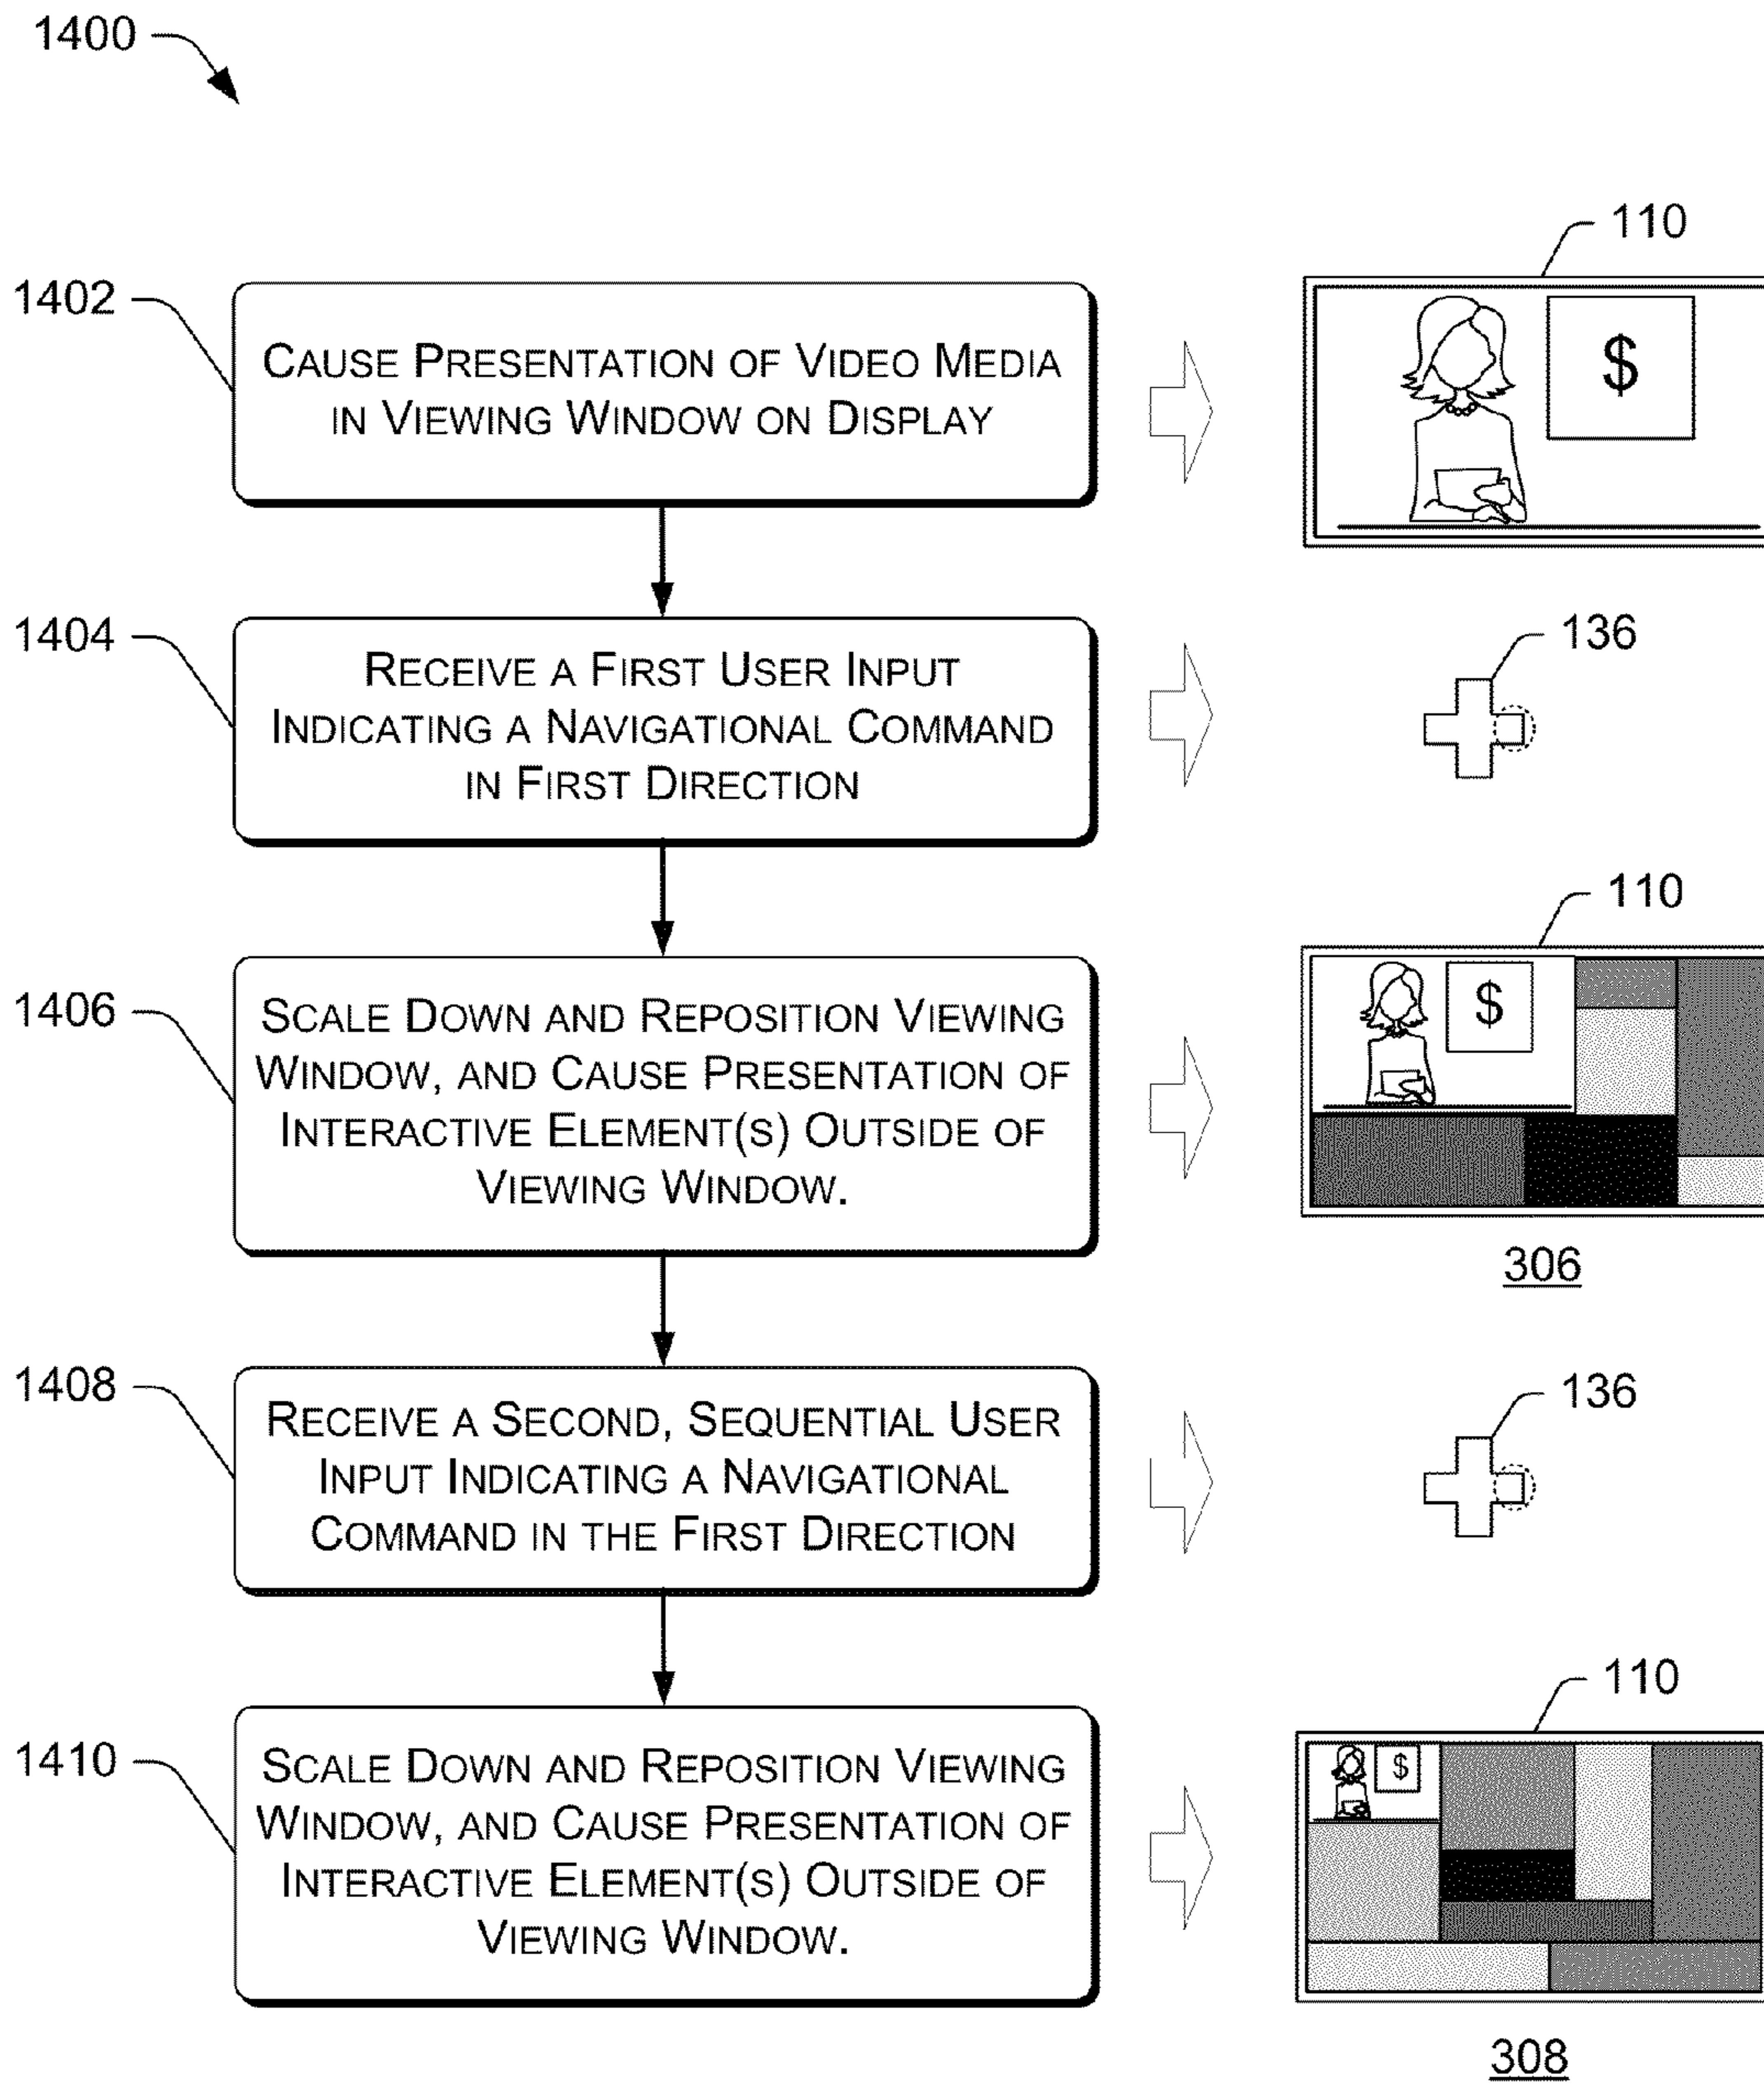 1400
110
1402
CAUSE PRESENTATION OF VIDEO MEDIA
IN VIEWING WINDOW ON DISPLAY
$
1404
136
RECEIVE A FIRST USER INPUT
INDICATING A NAVIGATIONAL COMMAND
IN FIRST DIRECTION
110
1406
SCALE DOWN AND REPOSITION VIEWING
WINDOW, AND CAUSE PRESENTATION OF
INTERACTIVE ELEMENT(S) OUTSIDE OF
VIEWING WINDOW.
$
306
1408
136
RECEIVE A SECOND, SEQUENTIAL USER
INPUT INDICATING A NAVIGATIONAL
COMMAND IN THE FIRST DIRECTION
110
1410
SCALE DOWN AND REPOSITION VIEWING
WINDOW, AND CAUSE PRESENTATION OF
INTERACTIVE ELEMENT(S) OUTSIDE OF
VIEWING WINDOW.
$
308